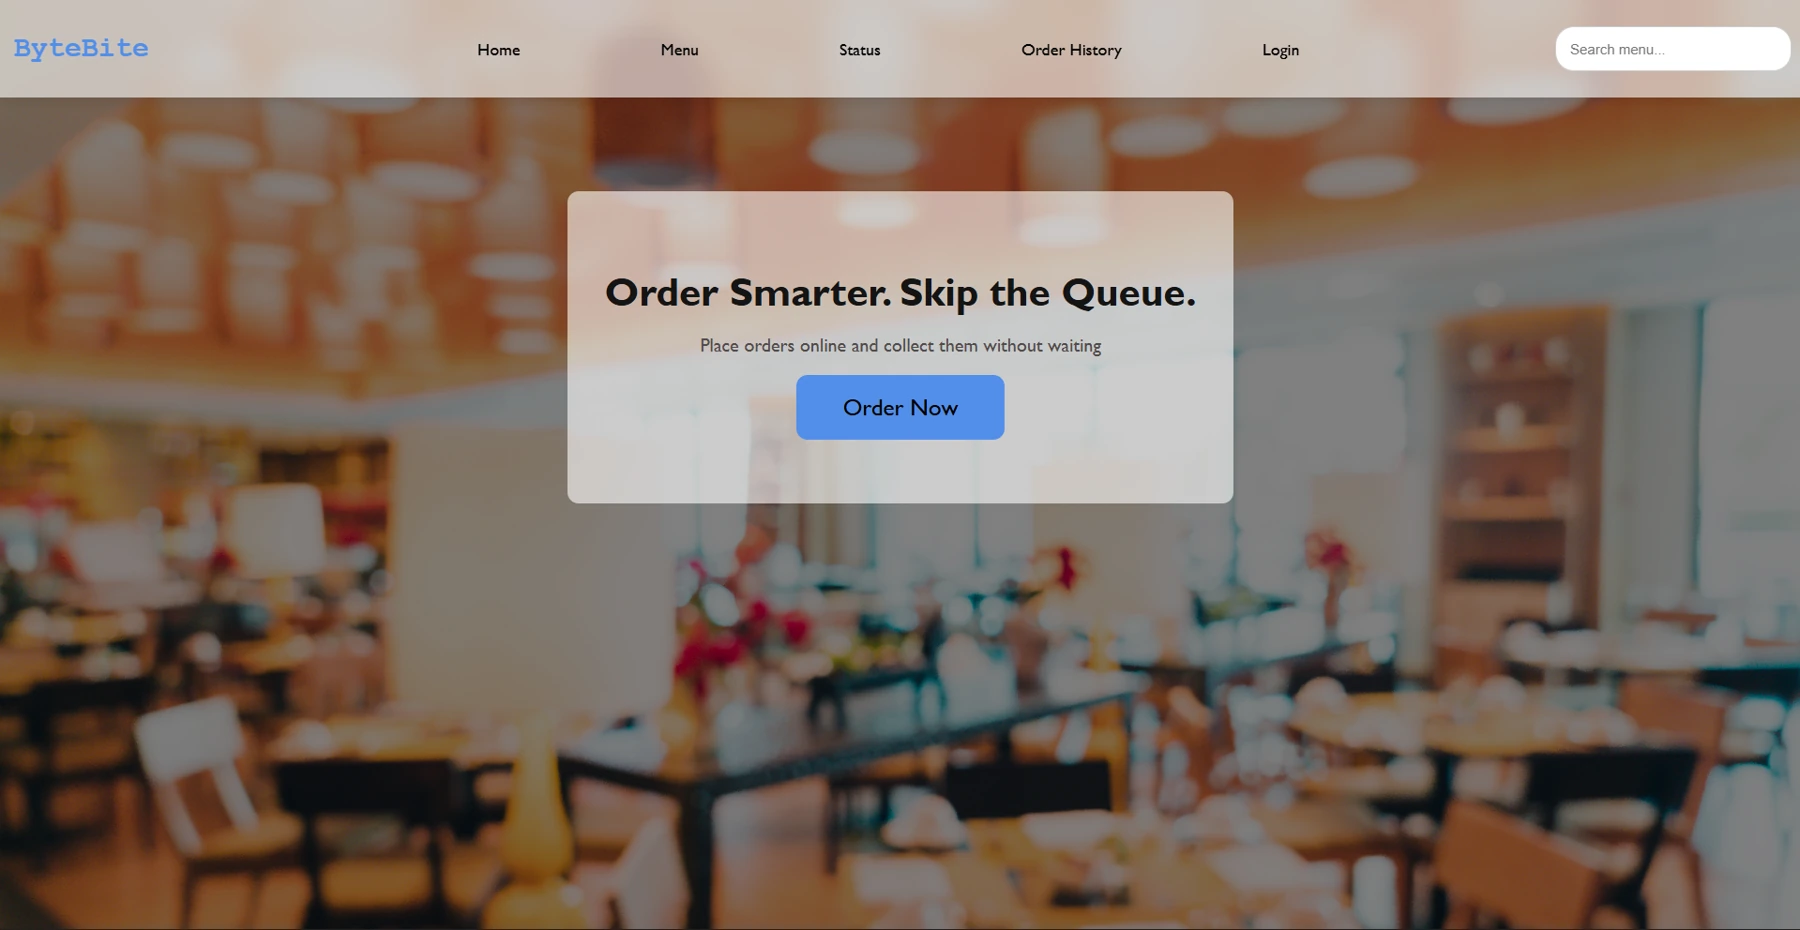 ByteBite
Home
Menu
Status
Order History
Login
Search menu...
Order Smarter. Skip the Queue.
Place orders online and collect them without waiting
Order Now